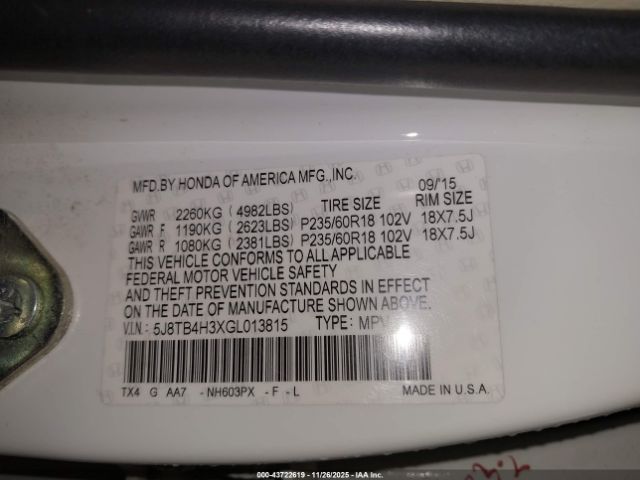 MFD.BY HONDA OF AMERICA MFG.,INC. 09/15
GVWR 2260KG (4982LBS) TIRE SIZE RIM SIZE
GAWR F 1190KG (2623LBS) P235/60R18 102V 18X7.5J
GAWR R 1080KG (2381LBS) P235/60R18 102V 18X7.5J
THIS VEHICLE CONFORMS TO ALL APPLICABLE
FEDERAL MOTOR VEHICLE SAFETY
AND THEFT PREVENTION STANDARDS IN EFFECT
ON THE DATE OF MANUFACTURE SHOWN ABOVE.
V.I.N: 5J8TB4H3XGL013815 TYPE: MPV
TX4 G AA7 -NH603PX -F-L MADE IN U.S.A.
000-43722619 - 11/26/2025 - IAA Inc.